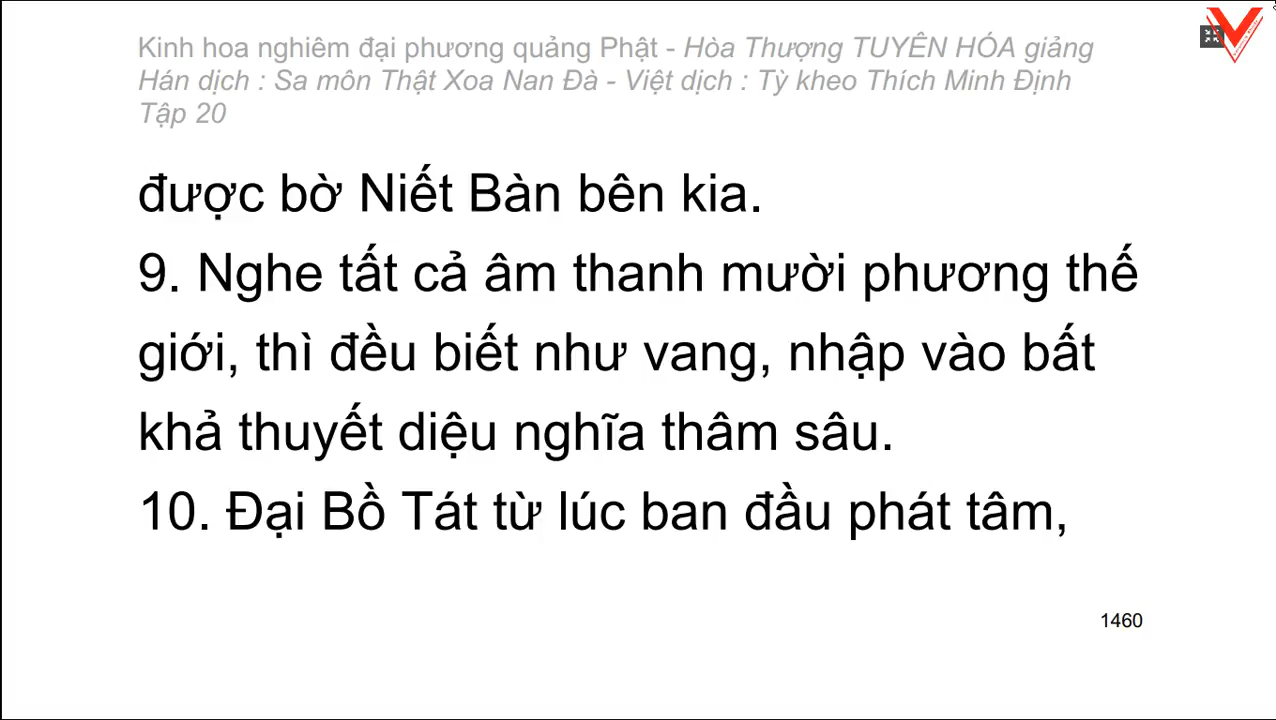 Kinh hoa nghiêm đại phương quảng Phật - Hòa Thượng TUYÊN HÓA giảng
Hán dịch : Sa môn Thật Xoa Nan Đà - Việt dịch : Tỳ kheo Thích Minh Định
Tập 20
được bờ Niết Bàn bên kia.
9. Nghe tất cả âm thanh mười phương thế
giới, thì đều biết như vang, nhập vào bất
khả thuyết diệu nghĩa thâm sâu.
10. Đại Bồ Tát từ lúc ban đầu phát tâm,
1460